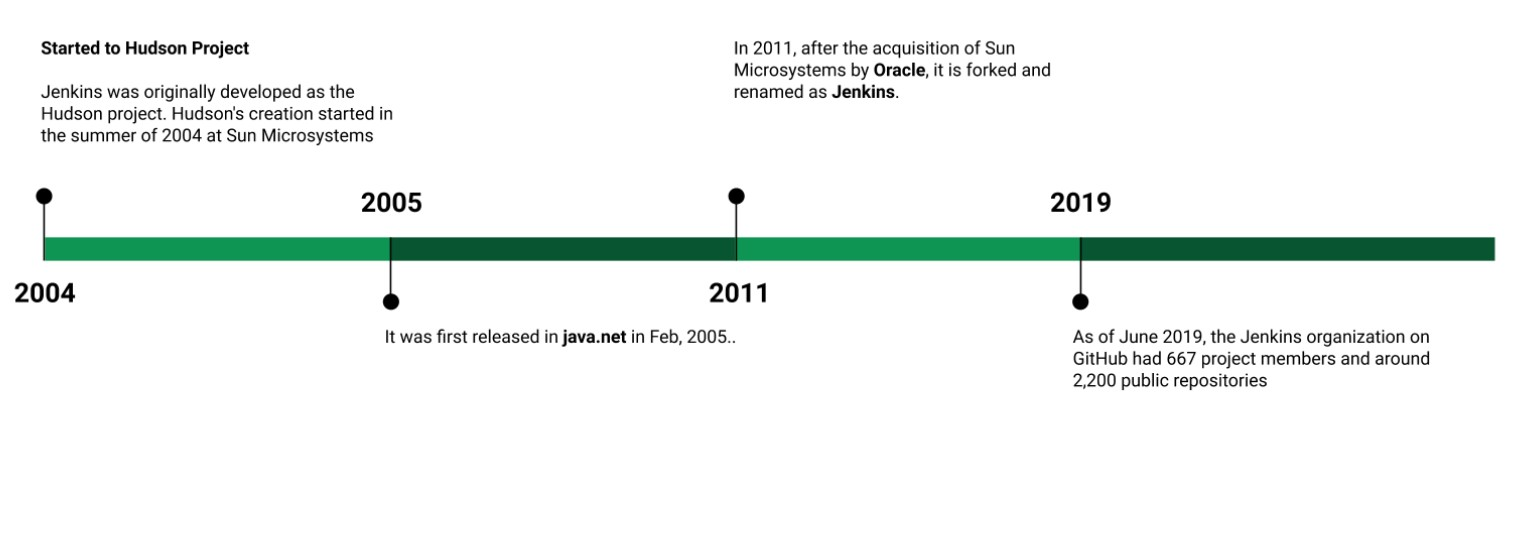 Started to Hudson Project
Jenkins was originally developed as the
Hudson project. Hudson's creation started in
the summer of 2004 at Sun Microsystems
In 2011, after the acquisition of Sun
Microsystems by Oracle, it is forked and
renamed as Jenkins.
2005
2019
2004
2011
It was first released in java.net in Feb, 2005..
As of June 2019, the Jenkins organization on
GitHub had 667 project members and around
2,200 public repositories